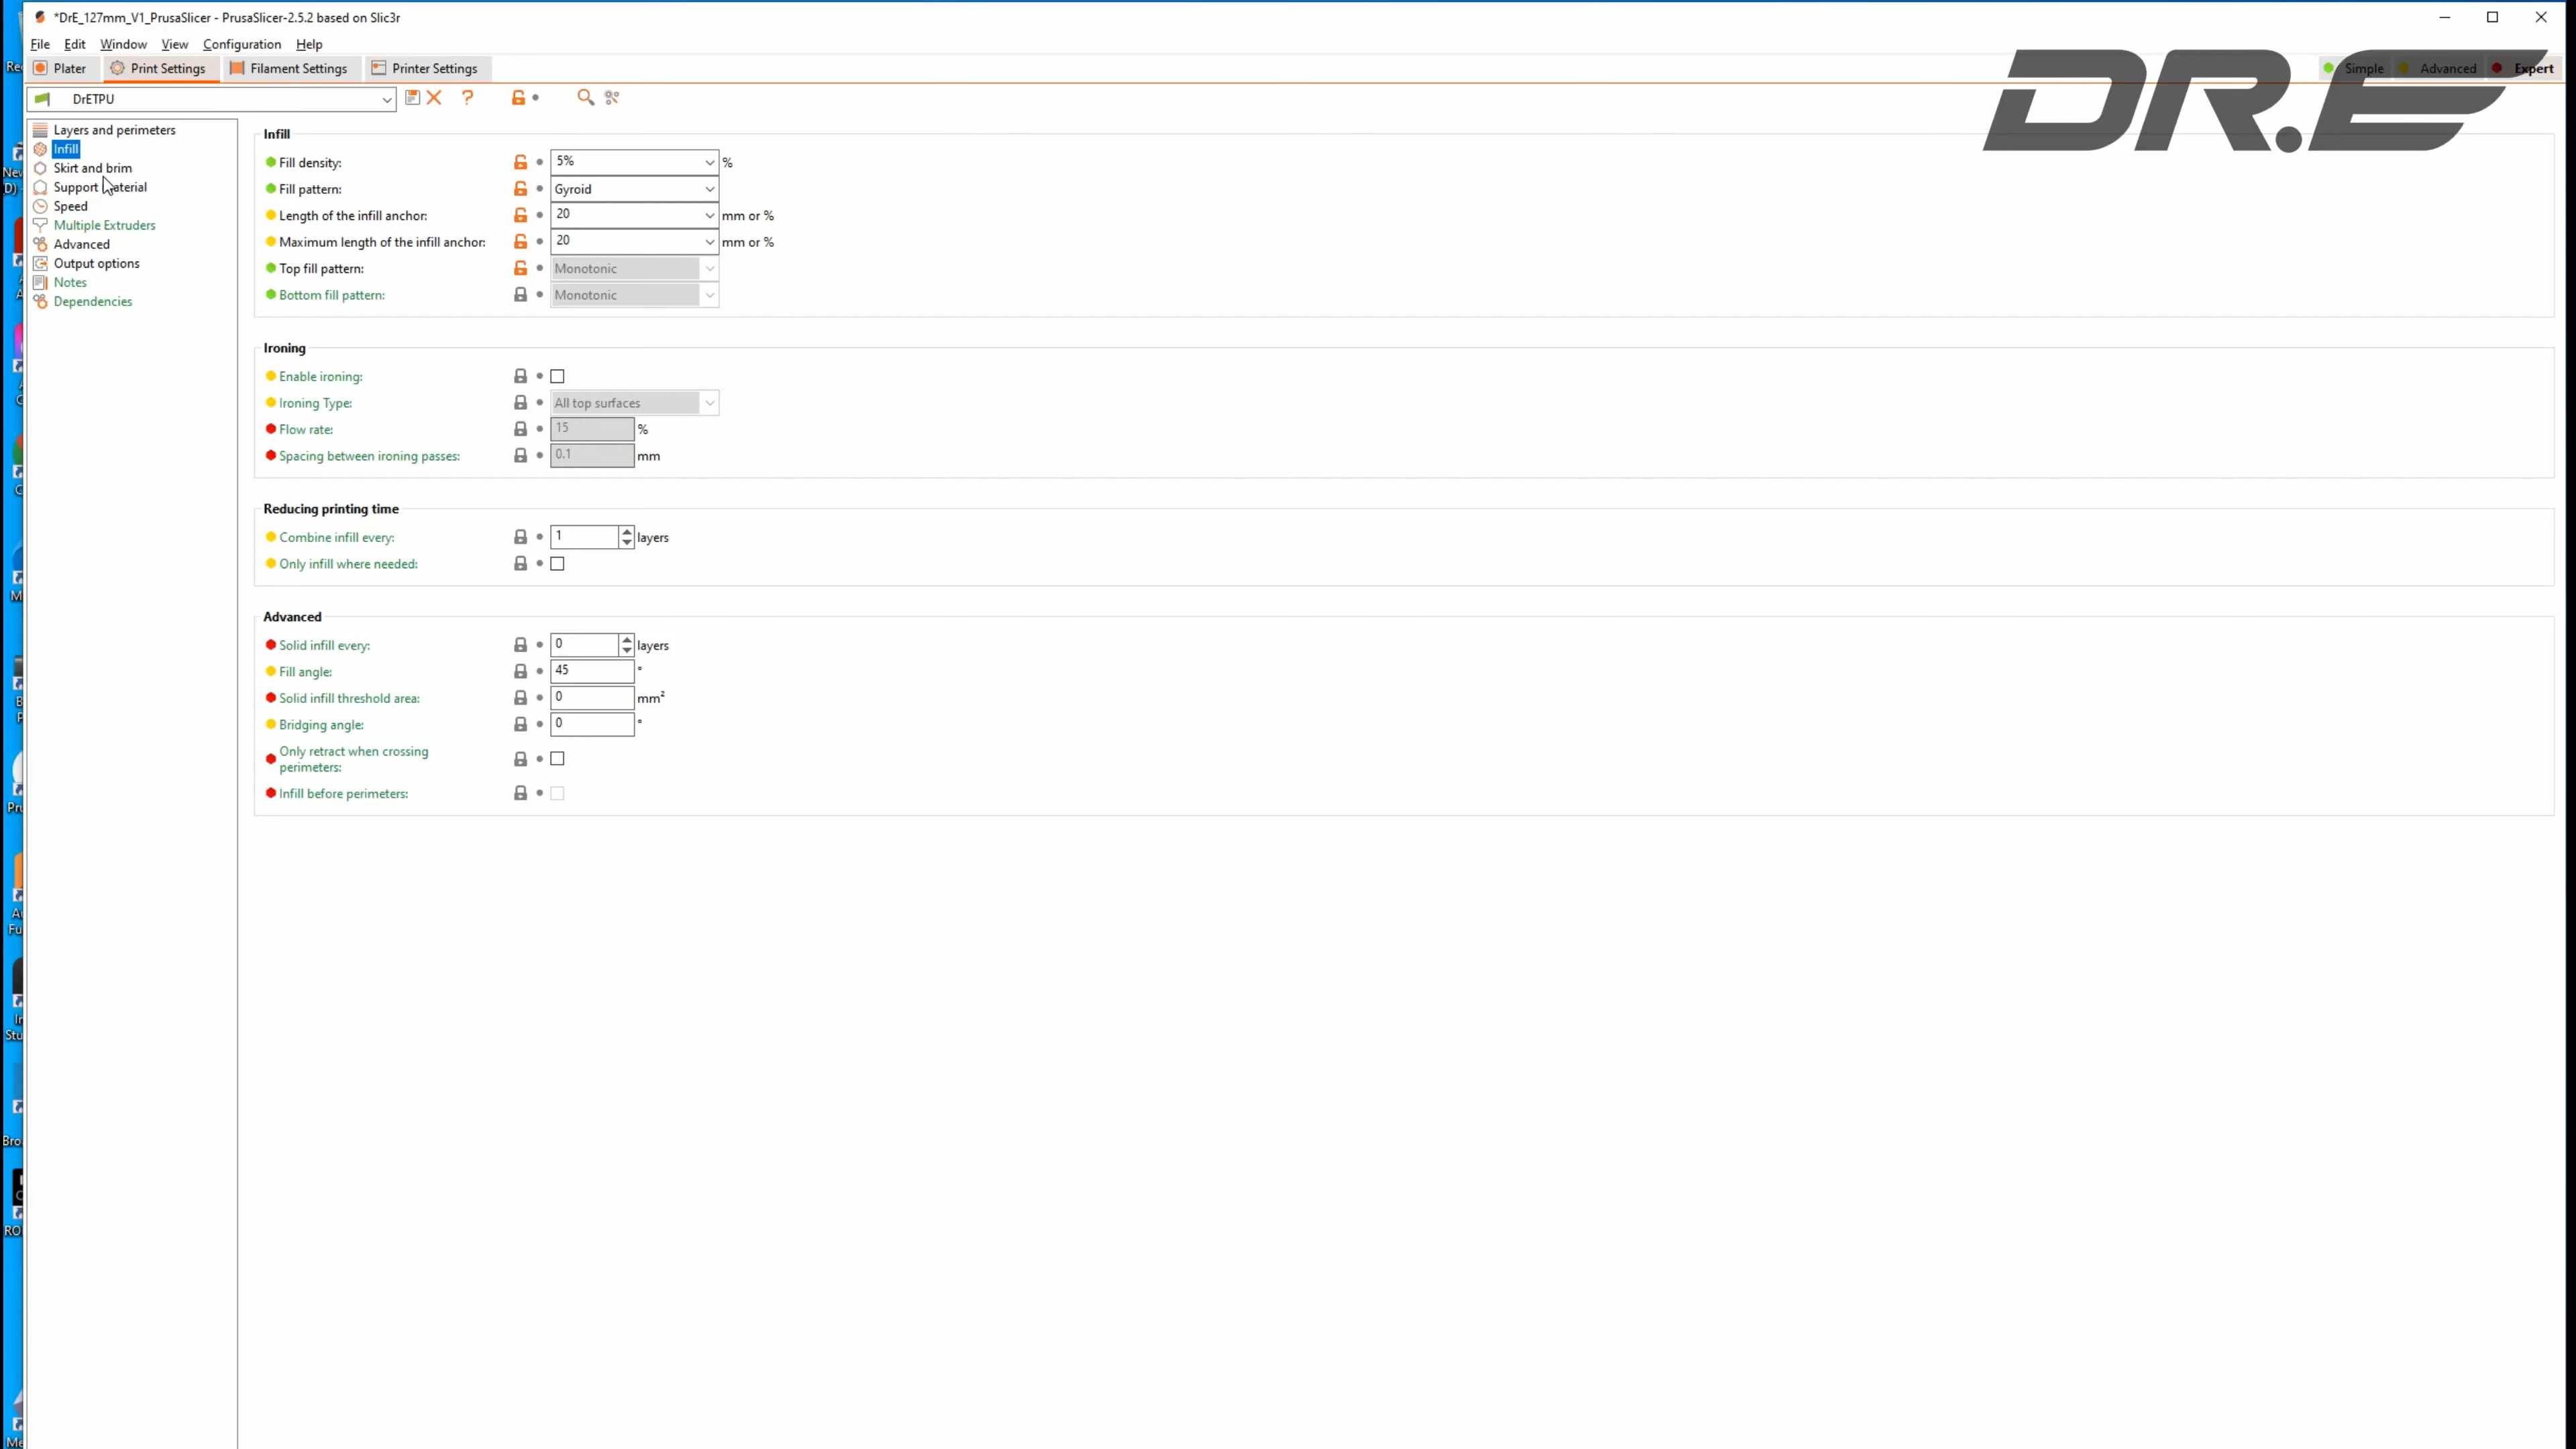 *DrE_127mm_V1_PrusaSlicer - PrusaSlicer-2.5.2 based on Slic3r
File Edit Window View Configuration Help
Plater Print Settings Filament Settings Printer Settings Simple Advanced Expert
DR.E
DrETPU
Layers and perimeters
Infill
Skirt and brim
Support material
Speed
Multiple Extruders
Advanced
Output options
Notes
Dependencies
Infill
Fill density: 5% %
Fill pattern: Gyroid
Length of the infill anchor: 20 mm or %
Maximum length of the infill anchor: 20 mm or %
Top fill pattern: Monotonic
Bottom fill pattern: Monotonic
Ironing
Enable ironing:
Ironing Type: All top surfaces
Flow rate: 15 %
Spacing between ironing passes: 0.1 mm
Reducing printing time
Combine infill every: 1 layers
Only infill where needed:
Advanced
Solid infill every: 0 layers
Fill angle: 45 °
Solid infill threshold area: 0 mm²
Bridging angle: 0 °
Only retract when crossing
perimeters:
Infill before perimeters: